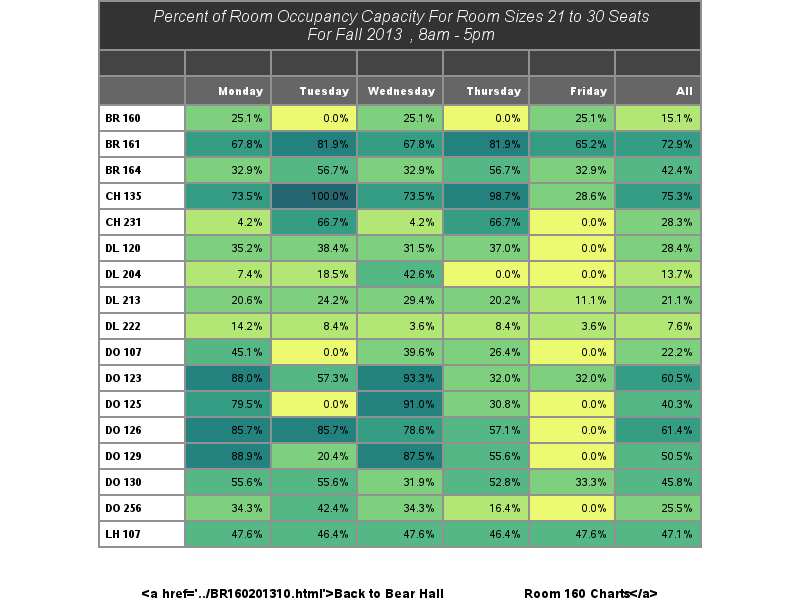 Percent of Room Occupancy Capacity For Room Sizes 21 to 30 Seats
For Fall 2013 , 8am - 5pm
Monday Tuesday Wednesday Thursday Friday All
BR 160 25.1% 0.0% 25.1% 0.0% 25.1% 15.1%
BR 161 67.8% 81.9% 67.8% 81.9% 65.2% 72.9%
BR 164 32.9% 56.7% 32.9% 56.7% 32.9% 42.4%
CH 135 73.5% 100.0% 73.5% 98.7% 28.6% 75.3%
CH 231 4.2% 66.7% 4.2% 66.7% 0.0% 28.3%
DL 120 35.2% 38.4% 31.5% 37.0% 0.0% 28.4%
DL 204 7.4% 18.5% 42.6% 0.0% 0.0% 13.7%
DL 213 20.6% 24.2% 29.4% 20.2% 11.1% 21.1%
DL 222 14.2% 8.4% 3.6% 8.4% 3.6% 7.6%
DO 107 45.1% 0.0% 39.6% 26.4% 0.0% 22.2%
DO 123 88.0% 57.3% 93.3% 32.0% 32.0% 60.5%
DO 125 79.5% 0.0% 91.0% 30.8% 0.0% 40.3%
DO 126 85.7% 85.7% 78.6% 57.1% 0.0% 61.4%
DO 129 88.9% 20.4% 87.5% 55.6% 0.0% 50.5%
DO 130 55.6% 55.6% 31.9% 52.8% 33.3% 45.8%
DO 256 34.3% 42.4% 34.3% 16.4% 0.0% 25.5%
LH 107 47.6% 46.4% 47.6% 46.4% 47.6% 47.1%
<a href='../BR160201310.html'>Back to Bear Hall Room 160 Charts</a>